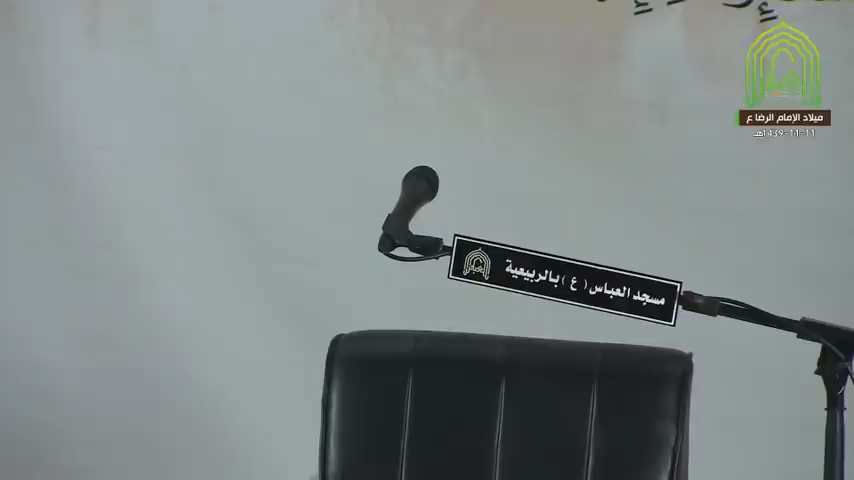 ميلاد الإمام الرضا ع
11-11-1439هـ
مسجد العباس ( ع ) بالربيعية